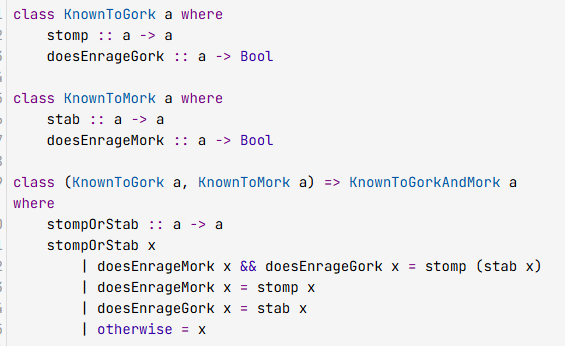 class KnownToGork a where
    stomp :: a -> a
    doesEnrageGork :: a -> Bool
class KnownToMork a where
    stab :: a -> a
    doesEnrageMork :: a -> Bool
class (KnownToGork a, KnownToMork a) => KnownToGorkAndMork a
where
    stompOrStab :: a -> a
    stompOrStab x
        | doesEnrageMork x && doesEnrageGork x = stomp (stab x)
        | doesEnrageMork x = stomp x
        | doesEnrageGork x = stab x
        | otherwise = x